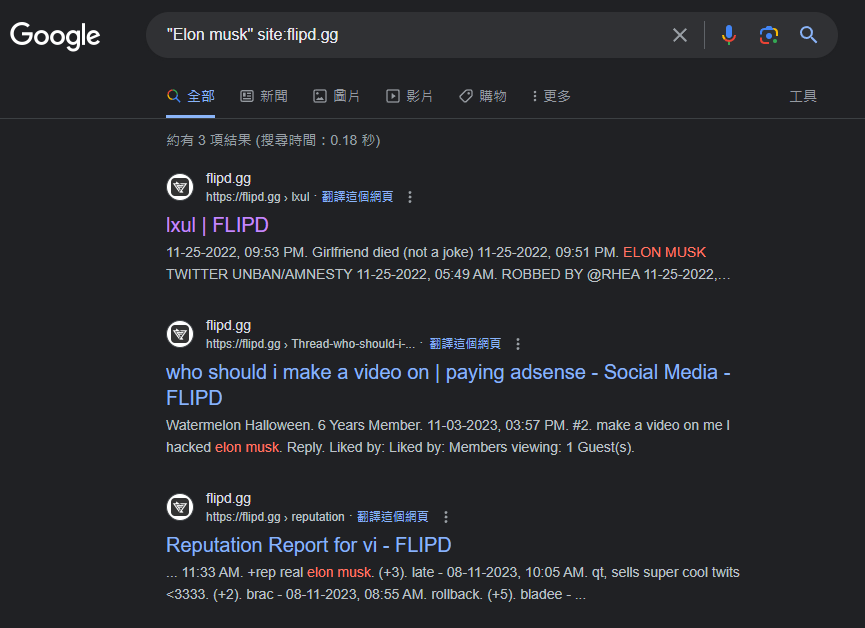 Google
"Elon musk" site:flipd.gg
全部 新聞 圖片 影片 購物 更多 工具
約有 3 項結果 (搜尋時間：0.18 秒)
flipd.gg
https://flipd.gg › lxul · 翻譯這個網頁
lxul | FLIPD
11-25-2022, 09:53 PM. Girlfriend died (not a joke) 11-25-2022, 09:51 PM. ELON MUSK
TWITTER UNBAN/AMNESTY 11-25-2022, 05:49 AM. ROBBED BY @RHEA 11-25-2022,...
flipd.gg
https://flipd.gg › Thread-who-should-i-... · 翻譯這個網頁
who should i make a video on | paying adsense - Social Media -
FLIPD
Watermelon Halloween. 6 Years Member. 11-03-2023, 03:57 PM. #2. make a video on me I
hacked elon musk. Reply. Liked by: Liked by: Members viewing: 1 Guest(s).
flipd.gg
https://flipd.gg › reputation · 翻譯這個網頁
Reputation Report for vi - FLIPD
... 11:33 AM. +rep real elon musk. (+3). late - 08-11-2023, 10:05 AM. qt, sells super cool twits
<3333. (+2). brac - 08-11-2023, 08:55 AM. rollback. (+5). bladee - ...